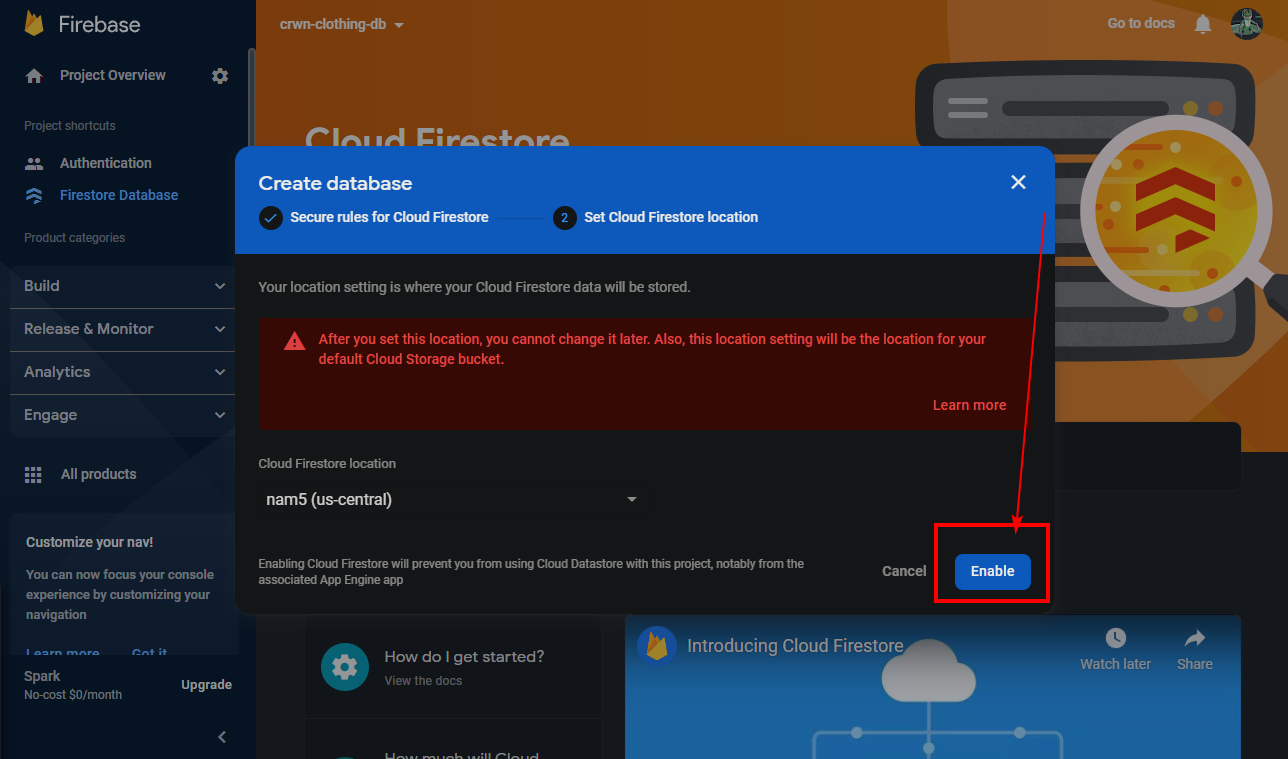 Firebase
crwn-clothing-db
Go to docs
Project Overview
Project shortcuts
Authentication
Firestore Database
Product categories
Build
Release & Monitor
Analytics
Engage
All products
Customize your nav!
You can now focus your console
experience by customizing your
navigation
Learn more Got it
Spark
No-cost $0/month
Upgrade
Cloud Firestore
Create database
Secure rules for Cloud Firestore
2 Set Cloud Firestore location
Your location setting is where your Cloud Firestore data will be stored.
After you set this location, you cannot change it later. Also, this location setting will be the location for your
default Cloud Storage bucket.
Learn more
Cloud Firestore location
nam5 (us-central)
Enabling Cloud Firestore will prevent you from using Cloud Datastore with this project, notably from the
associated App Engine app
Cancel
Enable
How do I get started?
View the docs
How much will Cloud
Introducing Cloud Firestore
Watch later
Share